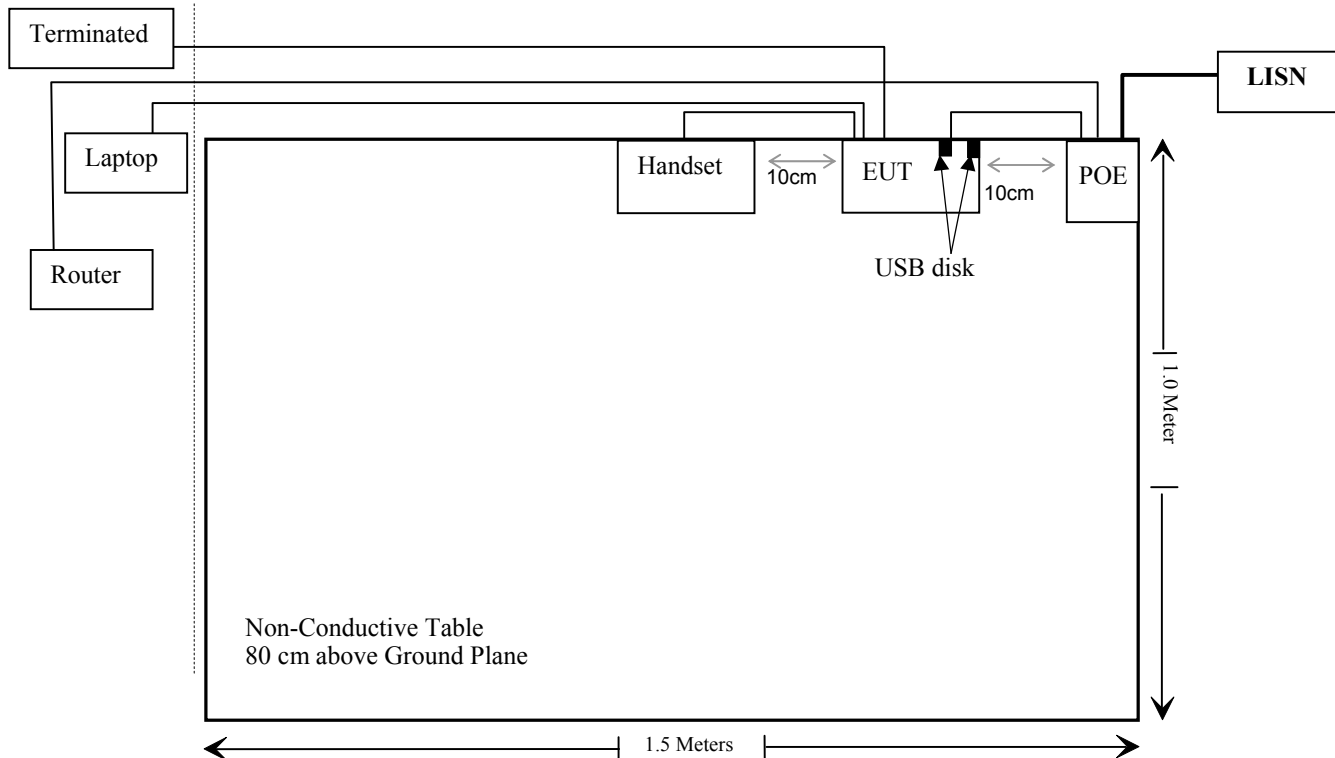 Terminated
LISN
Laptop
Handset
10cm
EUT
10cm
POE
Router
USB disk
1.0 Meter
Non-Conductive Table
80 cm above Ground Plane
1.5 Meters